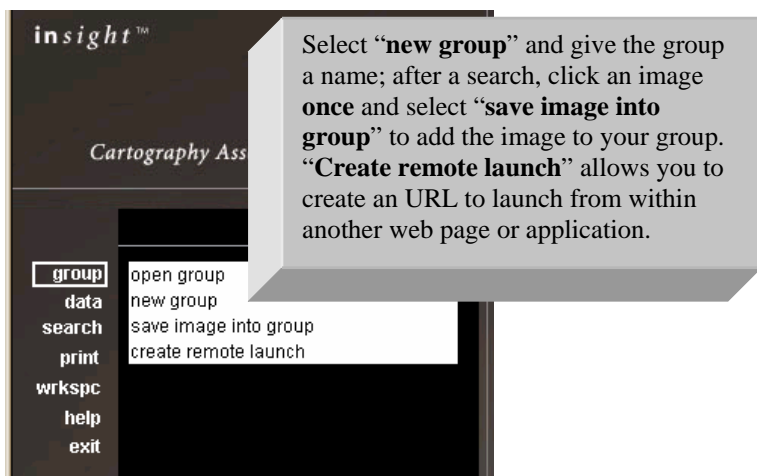 insight™
Select “new group” and give the group
a name; after a search, click an image
once and select “save image into
group” to add the image to your group.
“Create remote launch” allows you to
create an URL to launch from within
another web page or application.
Cartography Ass
group
open group
data
new group
search
save image into group
print
create remote launch
wrkspc
help
exit